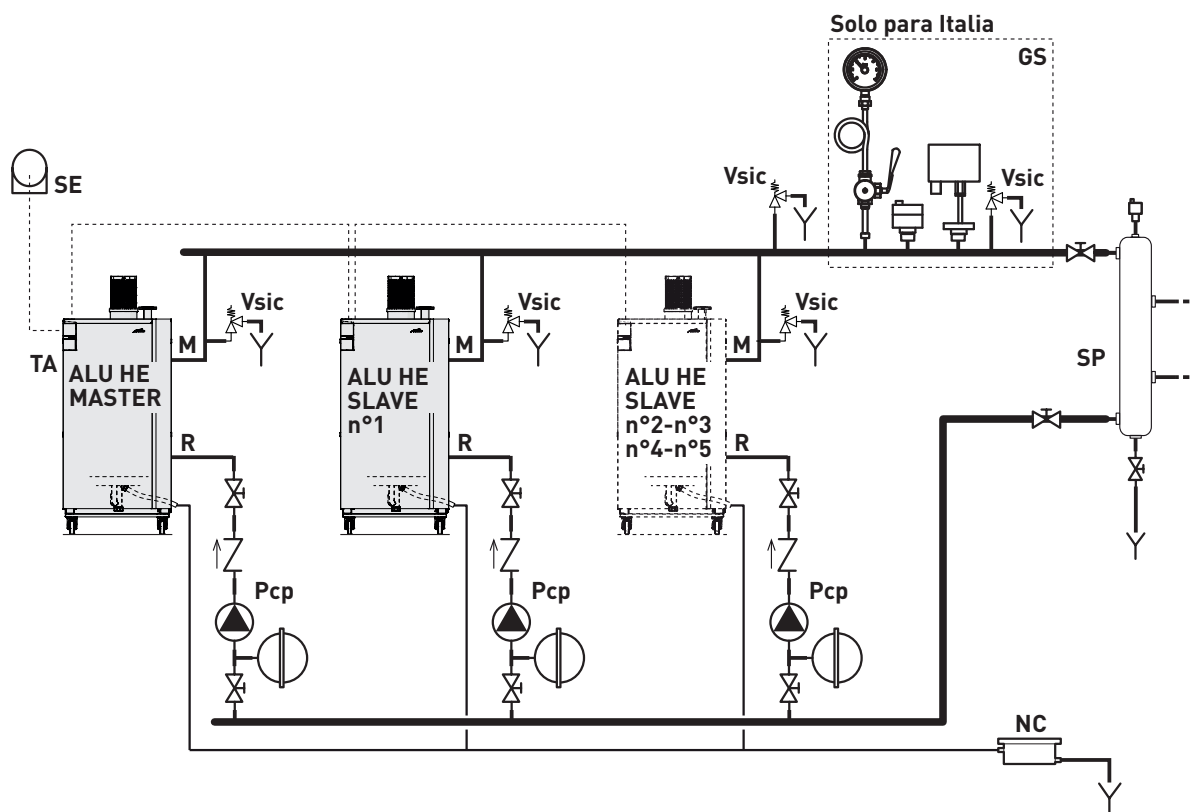 Solo para Italia
GS
SE
Vsic
Vsic
Vsic
Vsic
Vsic
TA
M
M
M
ALU HE
MASTER
ALU HE
SLAVE
n°1
ALU HE
SLAVE
n°2-n°3
n°4-n°5
SP
R
R
R
Pcp
Pcp
Pcp
NC